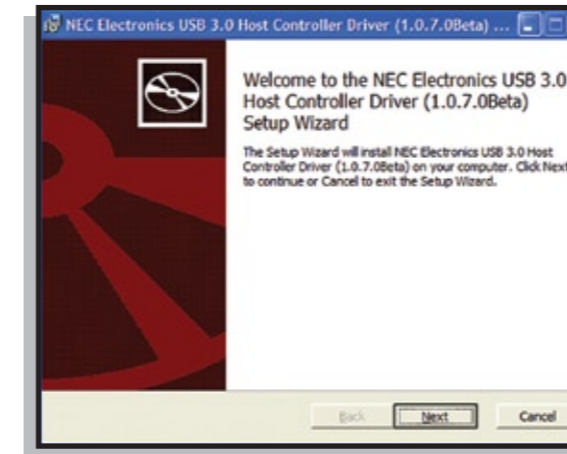 NEC Electronics USB 3.0 Host Controller Driver (1.0.7.0Beta) ...
Welcome to the NEC Electronics USB 3.0
Host Controller Driver (1.0.7.0Beta)
Setup Wizard
The Setup Wizard will install NEC Electronics USB 3.0 Host
Controller Driver (1.0.7.0Beta) on your computer. Click Next
to continue or Cancel to exit the Setup Wizard.
Back Next Cancel